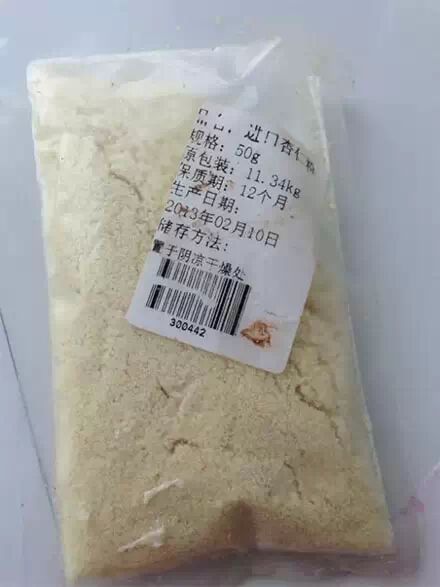 品名：进口杏仁粉
规格：50g
原包装：11.34kg
保质期：12个月
生产日期：
2013年02月10日
储存方法：
置于阴凉干燥处
300442